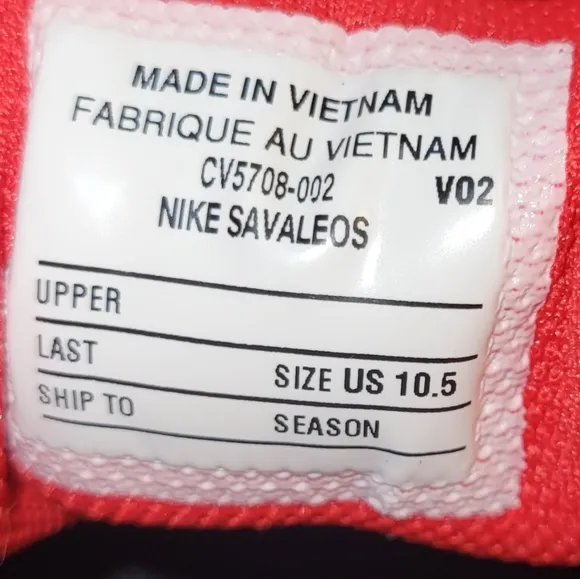 MADE IN VIETNAM
FABRIQUE AU VIETNAM
CV5708-002 V02
NIKE SAVALEOS
UPPER
LAST SIZE US 10.5
SHIP TO SEASON